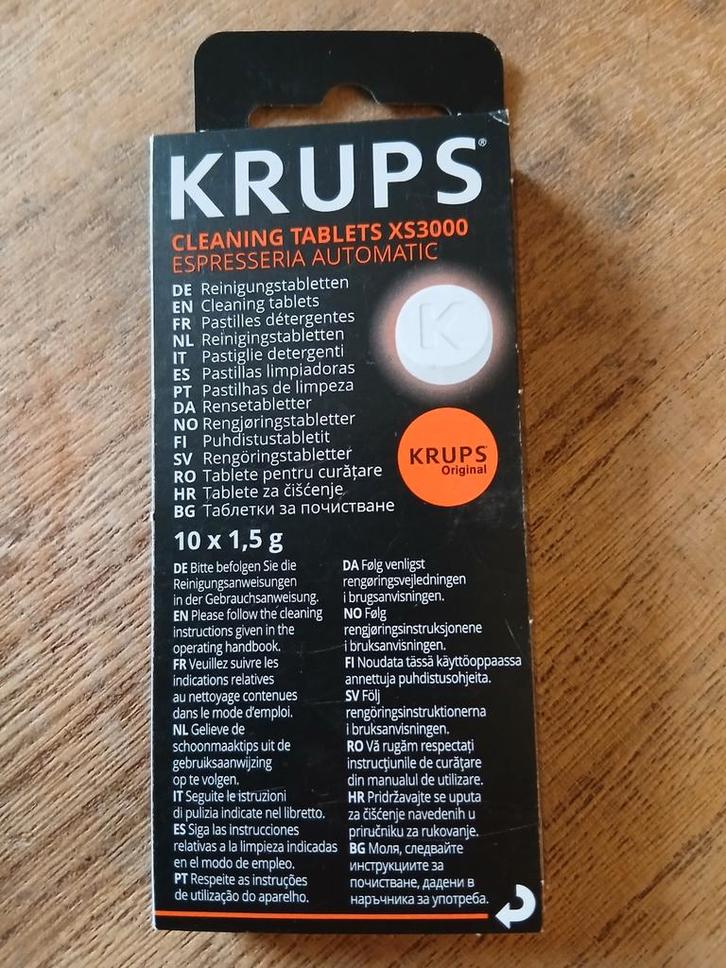 KRUPS®
CLEANING TABLETS XS3000
ESPRESSERIA AUTOMATIC
DE Reinigungstabletten
EN Cleaning tablets
FR Pastilles détergentes
NL Reinigingstabletten
IT Pastiglie detergenti
ES Pastillas limpiadoras
PT Pastilhas de limpeza
DA Rensetabletter
NO Rengjøringstabletter
FI Puhdistustabletit
SV Rengöringstabletter
RO Tablete pentru curățare
HR Tablete za čišćenje
BG Таблетки за почистване
K
KRUPS
Original
10 x 1,5 g
DE Bitte befolgen Sie die
Reinigungsanweisungen
in der Gebrauchsanweisung.
EN Please follow the cleaning
instructions given in the
operating handbook.
FR Veuillez suivre les
indications relatives
au nettoyage contenues
dans le mode d'emploi.
NL Gelieve de
schoonmaaktips uit de
gebruiksaanwijzing
op te volgen.
IT Seguite le istruzioni
di pulizia indicate nel libretto.
ES Siga las instrucciones
relativas a la limpieza indicadas
en el modo de empleo.
PT Respeite as instruções
de utilização do aparelho.
DA Følg venligst
rengøringsvejledningen
i brugsanvisningen.
NO Følg
rengjøringsinstruksjonene
i bruksanvisningen.
FI Noudata tässä käyttöoppaassa
annettuja puhdistusohjeita.
SV Följ
rengöringsinstruktionerna
i bruksanvisningen.
RO Vă rugăm respectați
instrucțiunile de curățare
din manualul de utilizare.
HR Pridržavajte se uputa
za čišćenje navedenih u
priručniku za rukovanje.
BG Моля, следвайте
инструкциите за
почистване, дадени в
наръчника за употреба.